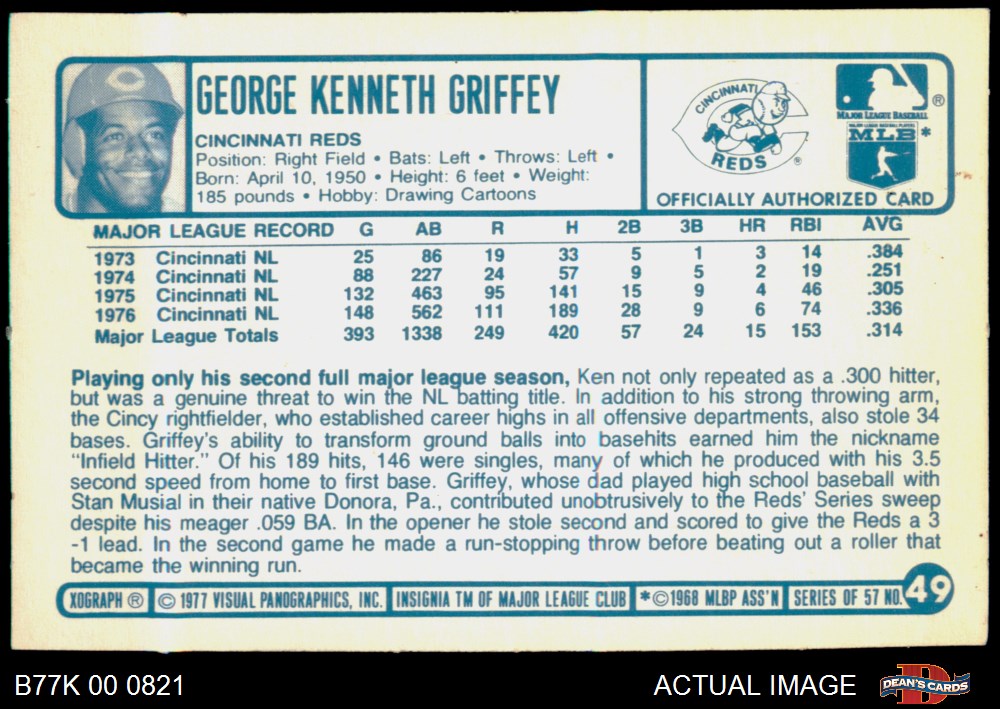 GEORGE KENNETH GRIFFEY
CINCINNATI REDS
Position: Right Field • Bats: Left • Throws: Left •
Born: April 10, 1950 • Height: 6 feet • Weight:
185 pounds • Hobby: Drawing Cartoons
CINCINNATI
REDS ®
® MAJOR LEAGUE BASEBALL
MAJOR LEAGUE BASEBALL PLAYERS
MLB *
OFFICIALLY AUTHORIZED CARD
MAJOR LEAGUE RECORD G AB R H 2B 3B HR RBI AVG
1973 Cincinnati NL 25 86 19 33 5 1 3 14 .384
1974 Cincinnati NL 88 227 24 57 9 5 2 19 .251
1975 Cincinnati NL 132 463 95 141 15 9 4 46 .305
1976 Cincinnati NL 148 562 111 189 28 9 6 74 .336
Major League Totals 393 1338 249 420 57 24 15 153 .314
Playing only his second full major league season, Ken not only repeated as a .300 hitter,
but was a genuine threat to win the NL batting title. In addition to his strong throwing arm,
the Cincy rightfielder, who established career highs in all offensive departments, also stole 34
bases. Griffey's ability to transform ground balls into basehits earned him the nickname
"Infield Hitter." Of his 189 hits, 146 were singles, many of which he produced with his 3.5
second speed from home to first base. Griffey, whose dad played high school baseball with
Stan Musial in their native Donora, Pa., contributed unobtrusively to the Reds' Series sweep
despite his meager .059 BA. In the opener he stole second and scored to give the Reds a 3
-1 lead. In the second game he made a run-stopping throw before beating out a roller that
became the winning run.
XOGRAPH ® © 1977 VISUAL PANOGRAPHICS, INC. INSIGNIA TM OF MAJOR LEAGUE CLUB *©1968 MLBP ASS'N SERIES OF 57 NO. 49
B77K 00 0821 ACTUAL IMAGE DEAN'S CARDS